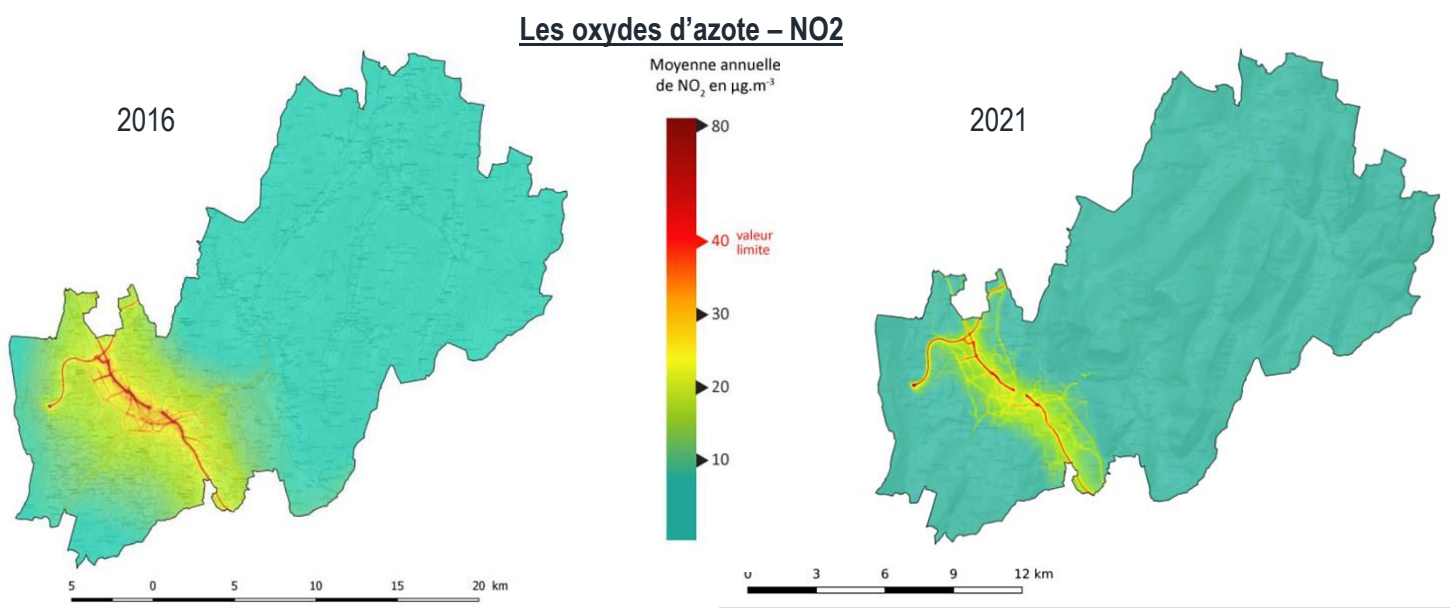 Les oxydes d’azote – NO2
Moyenne annuelle
de NO2 en µg.m-3
2016
2021
80
40 valeur
limite
30
20
10
5 0 5 10 15 20 km
0 3 6 9 12 km